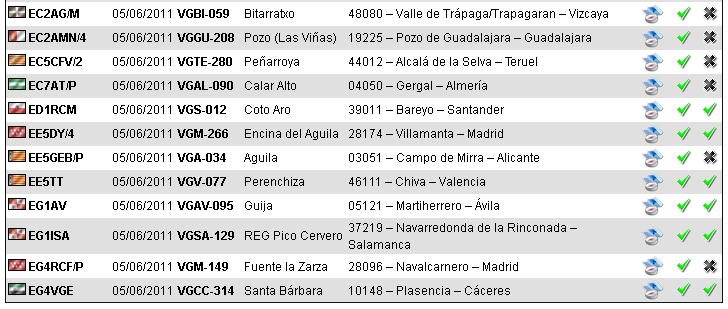 EC2AG/M 05/06/2011 VGBI-059 Bitarratxo 48080 – Valle de Trápaga/Trapagaran – Vizcaya
EC2AMN/4 05/06/2011 VGGU-208 Pozo (Las Viñas) 19225 – Pozo de Guadalajara – Guadalajara
EC5CFV/2 05/06/2011 VGTE-280 Peñarroya 44012 – Alcalá de la Selva – Teruel
EC7AT/P 05/06/2011 VGAL-090 Calar Alto 04050 – Gergal – Almería
ED1RCM 05/06/2011 VGS-012 Coto Aro 39011 – Bareyo – Santander
EE5DY/4 05/06/2011 VGM-266 Encina del Aguila 28174 – Villamanta – Madrid
EE5GEB/P 05/06/2011 VGA-034 Aguila 03051 – Campo de Mirra – Alicante
EE5TT 05/06/2011 VGV-077 Perenchiza 46111 – Chiva – Valencia
EG1AV 05/06/2011 VGAV-095 Guija 05121 – Martiherrero – Ávila
EG1ISA 05/06/2011 VGSA-129 REG Pico Cervero 37219 – Navarredonda de la Rinconada –
Salamanca
EG4RCF/P 05/06/2011 VGM-149 Fuente la Zarza 28096 – Navalcarnero – Madrid
EG4VGE 05/06/2011 VGCC-314 Santa Bárbara 10148 – Plasencia – Cáceres